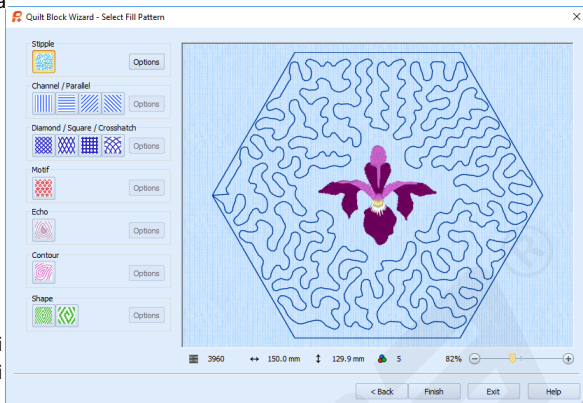 a
Quilt Block Wizard - Select Fill Pattern
Stipple
Options
Channel / Parallel
Options
Diamond / Square / Crosshatch
Options
Motif
Options
Echo
Options
Contour
Options
Shape
Options
i
i
3960 150.0 mm 129.9 mm 5 82%
< Back Finish Exit Help
®